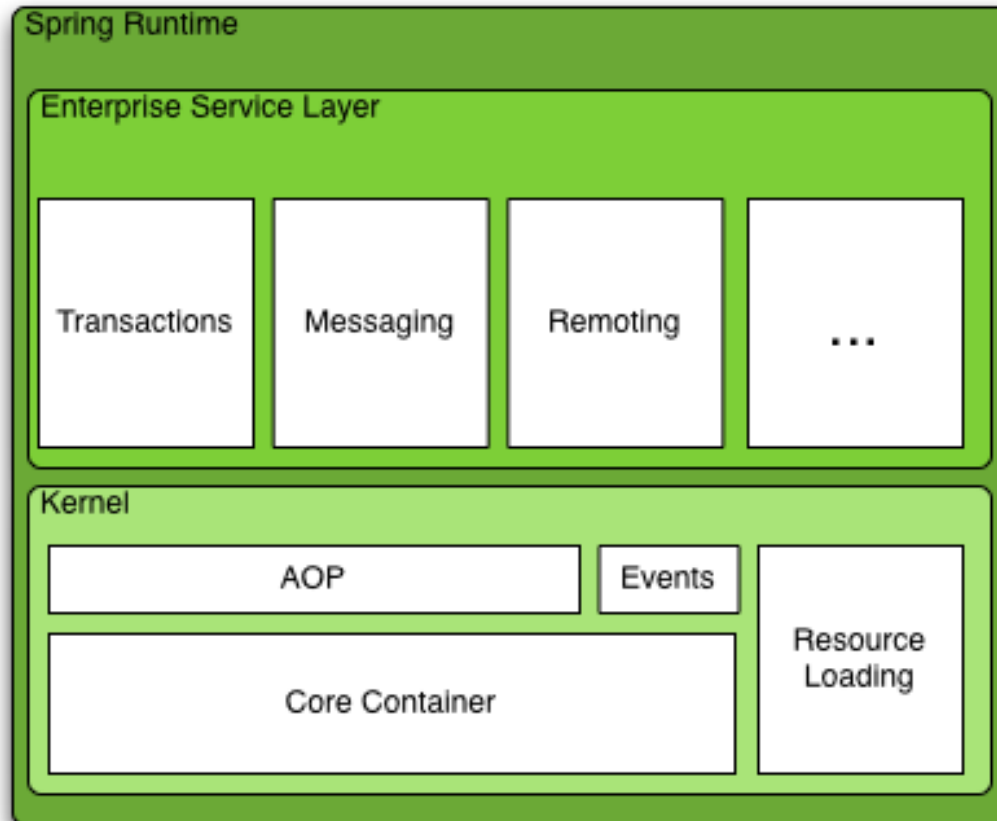 Spring Runtime
Enterprise Service Layer
Transactions
Messaging
Remoting
...
Kernel
AOP
Events
Resource
Loading
Core Container